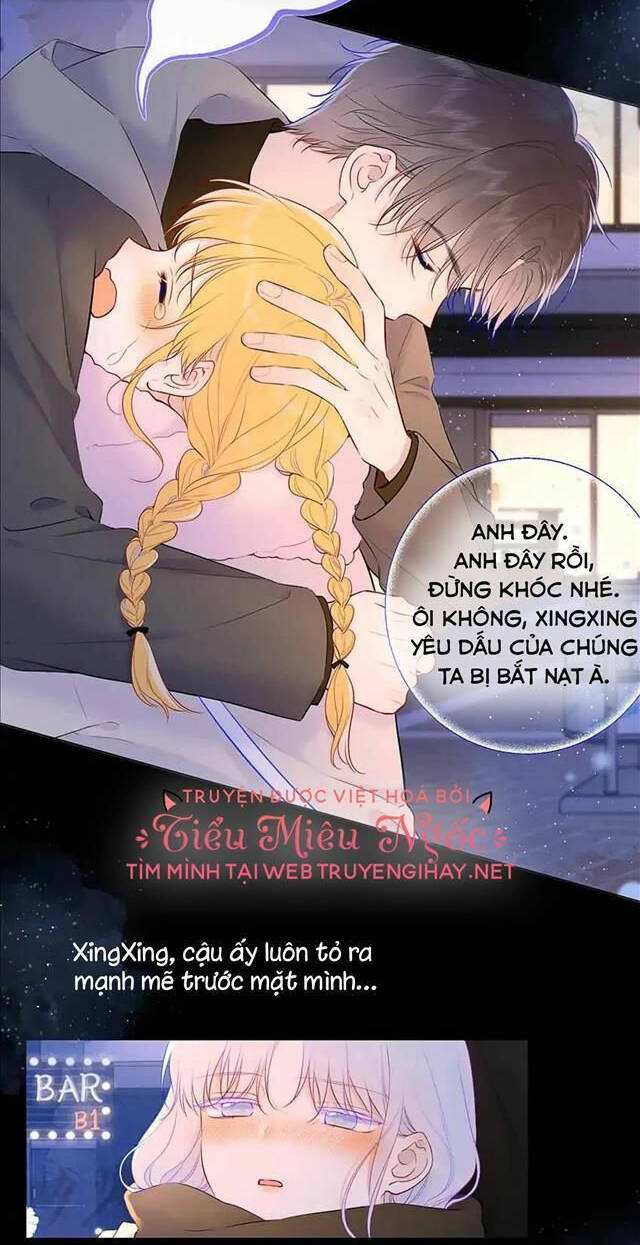 ANH ĐÂY.
ANH ĐÂY RỒI,
ĐỪNG KHÓC NHÉ.
ÔI KHÔNG, XINGXING
YÊU DẤU CỦA CHÚNG
TA BỊ BẮT NẠT À.
TRUYỆN ĐƯỢC VIỆT HOÁ BỞI
Tiểu Miêu Ngốc
TÌM MÌNH TẠI WEB TRUYENGIHAY.NET
XingXing, cậu ấy luôn tỏ ra
mạnh mẽ trước mặt mình...
BAR
B1